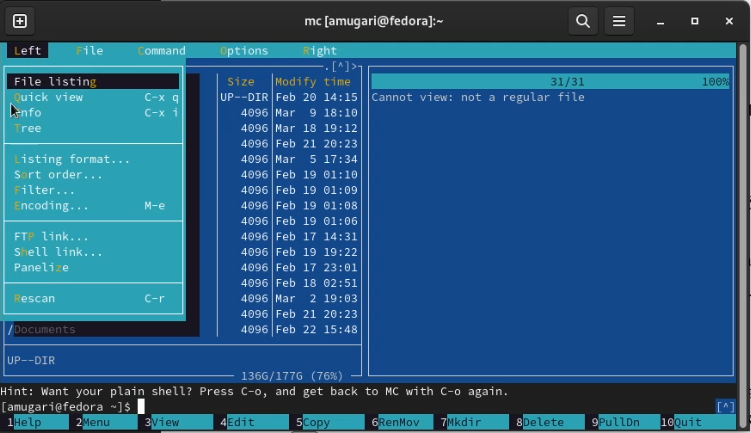 mc [amugari@fedora]:~
Left File Command Options Right
.[^]>
File listing Size Modify time 31/31 100%
Quick view C-x q UP--DIR Feb 20 14:15 Cannot view: not a regular file
Info C-x i 4096 Mar 9 18:10
Tree 4096 Mar 18 19:12
4096 Feb 21 20:23
Listing format... 4096 Mar 5 17:34
Sort order... 4096 Feb 19 01:10
Filter... 4096 Feb 19 01:09
Encoding... M-e 4096 Feb 19 01:08
4096 Feb 19 01:06
FTP link... 4096 Feb 17 14:31
Shell link... 4096 Feb 19 19:22
Panelize 4096 Feb 17 23:01
4096 Feb 18 02:51
Rescan C-r 4096 Mar 2 19:03
4096 Feb 21 20:23
/Documents 4096 Feb 22 15:48
UP--DIR
136G/177G (76%)
Hint: Want your plain shell? Press C-o, and get back to MC with C-o again.
[amugari@fedora ~]$ [^]
1Help 2Menu 3View 4Edit 5Copy 6RenMov 7Mkdir 8Delete 9PullDn 10Quit